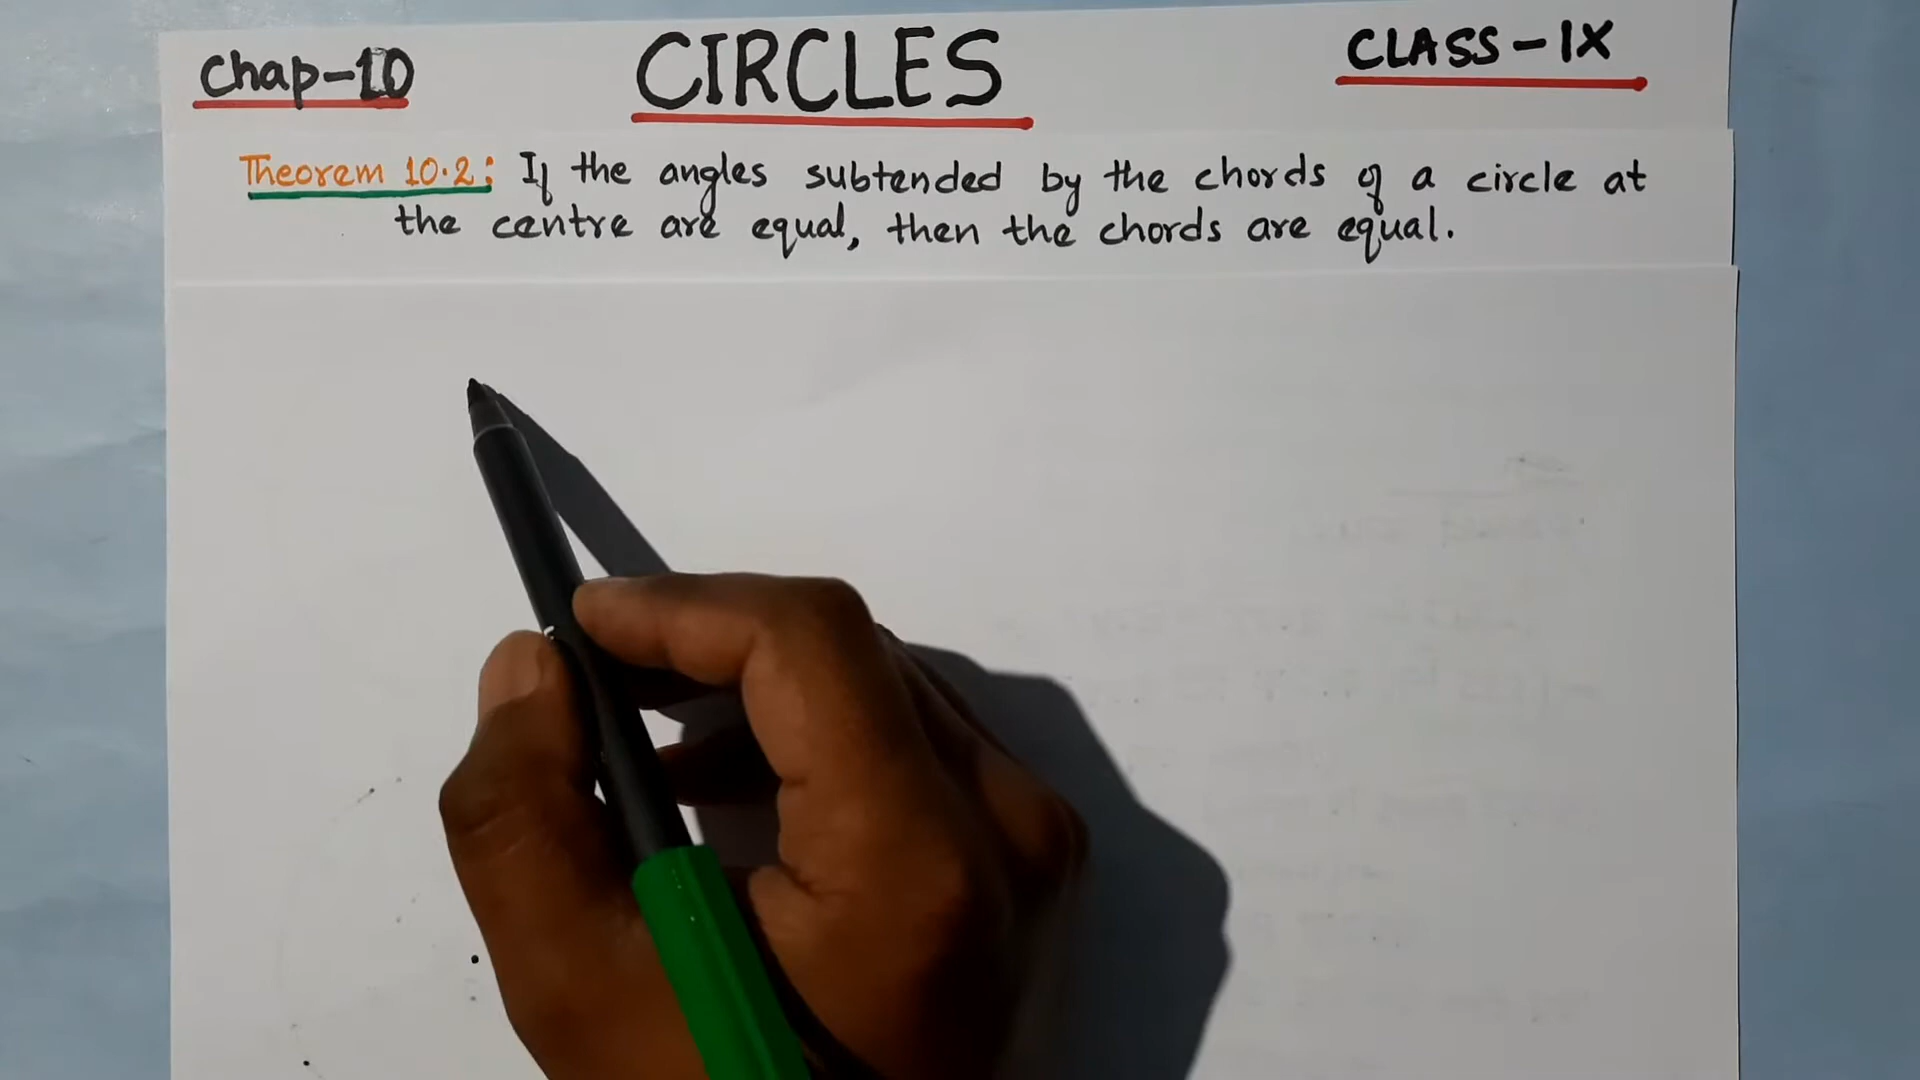 Chap-10
CIRCLES
CLASS-IX
Theorem 10.2: If the angles subtended by the chords of a circle at
the centre are equal, then the chords are equal.